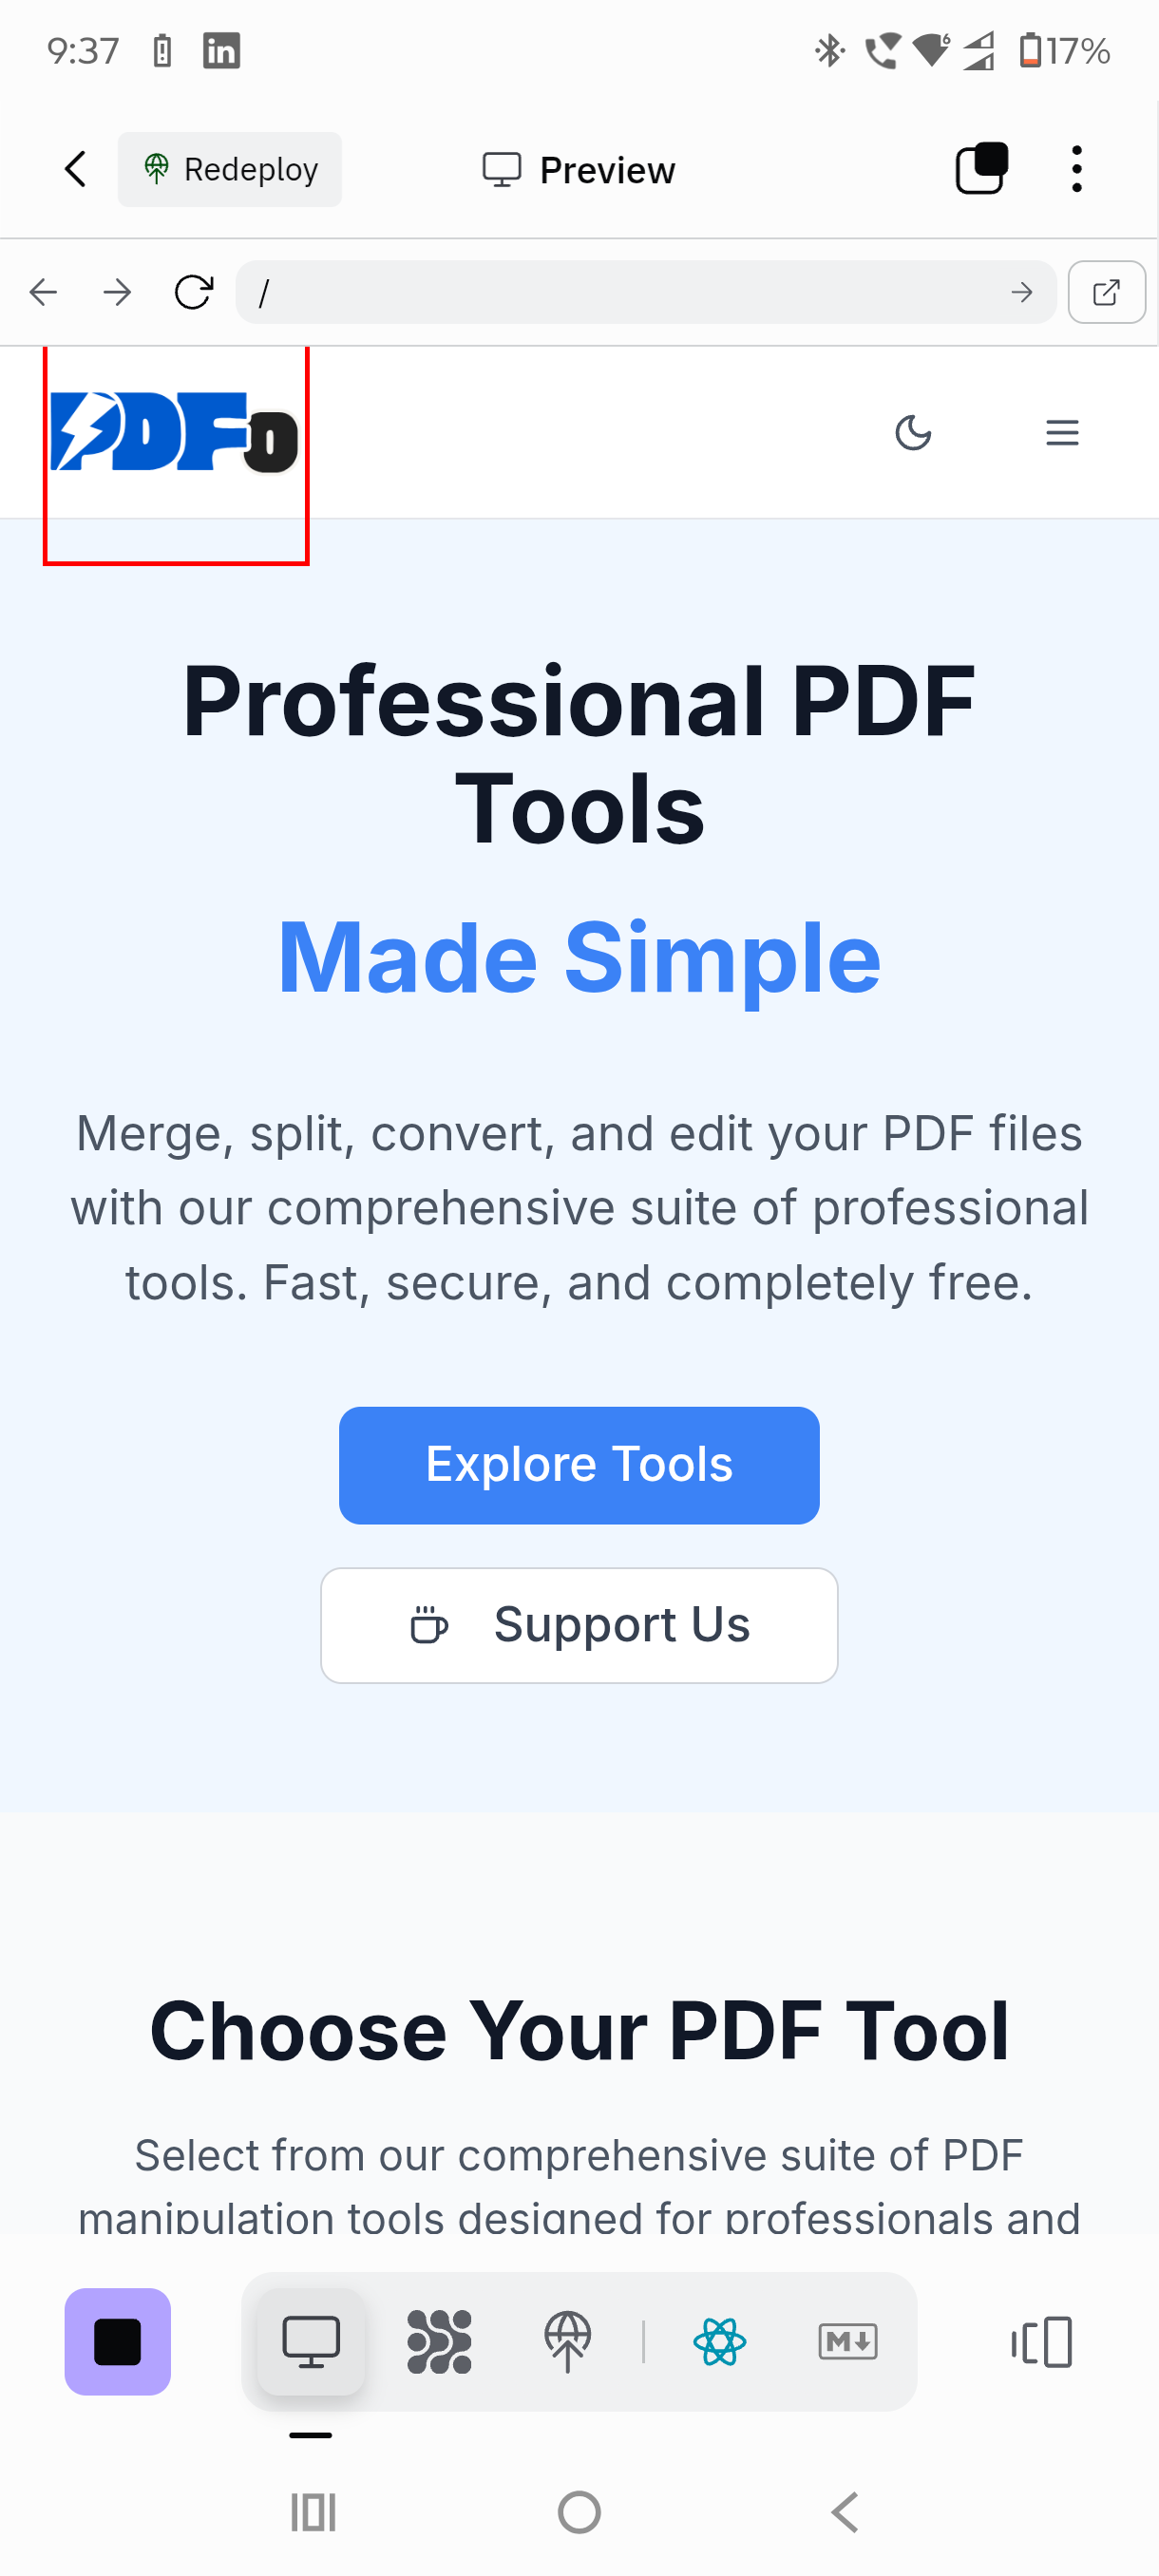 9:37
6
17%
Redeploy
Preview
/
PDFO
Professional PDF
Tools
Made Simple
Merge, split, convert, and edit your PDF files
with our comprehensive suite of professional
tools. Fast, secure, and completely free.
Explore Tools
Support Us
Choose Your PDF Tool
Select from our comprehensive suite of PDF
manipulation tools designed for professionals and